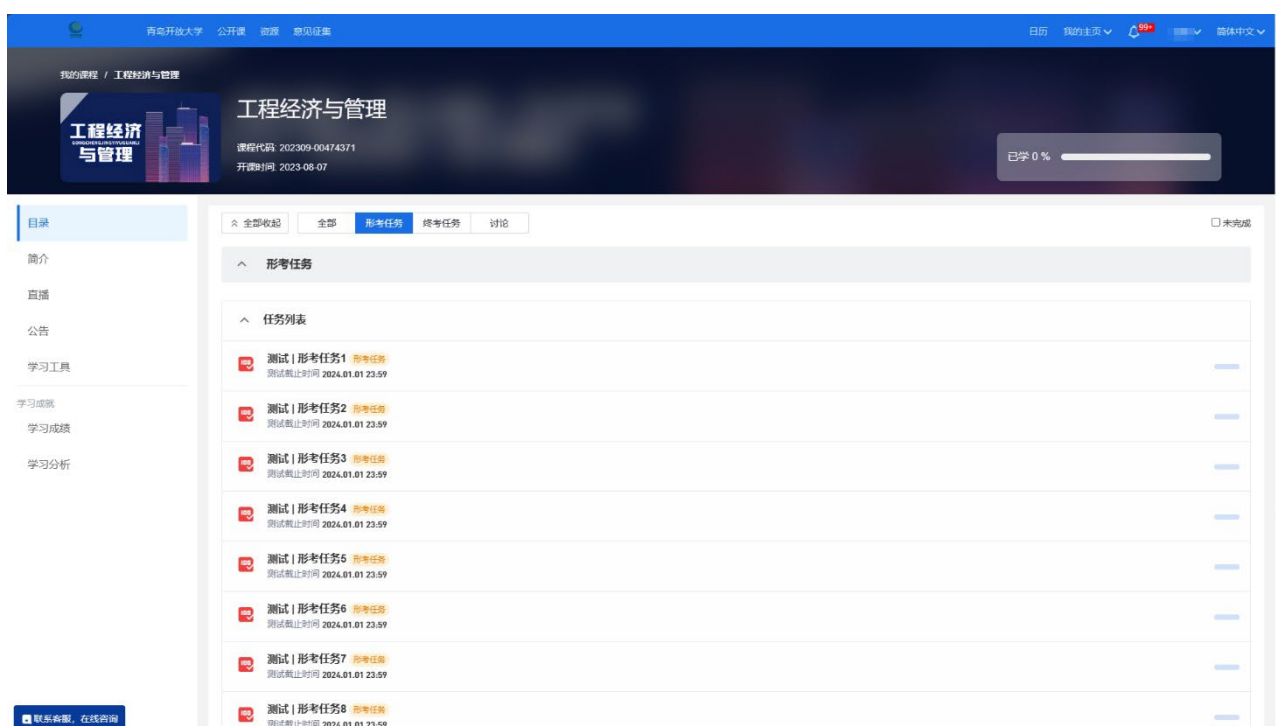 青岛开放大学 公开课 资源 意见征集 日历 我的主页 99+ 简体中文
我的课程 / 工程经济与管理
工程经济
GONGCHENGJINGJIYUGUANLI
与管理
工程经济与管理
课程代码: 202309-00474371
开课时间: 2023-08-07
已学 0 %
目录
简介
直播
公告
学习工具
学习成就
学习成绩
学习分析
全部收起 全部 形考任务 终考任务 讨论 未完成
形考任务
任务列表
测试 | 形考任务1 形考任务
测试截止时间 2024.01.01 23:59
测试 | 形考任务2 形考任务
测试截止时间 2024.01.01 23:59
测试 | 形考任务3 形考任务
测试截止时间 2024.01.01 23:59
测试 | 形考任务4 形考任务
测试截止时间 2024.01.01 23:59
测试 | 形考任务5 形考任务
测试截止时间 2024.01.01 23:59
测试 | 形考任务6 形考任务
测试截止时间 2024.01.01 23:59
测试 | 形考任务7 形考任务
测试截止时间 2024.01.01 23:59
测试 | 形考任务8 形考任务
测试截止时间 2024.01.01 23:59
联系客服，在线咨询